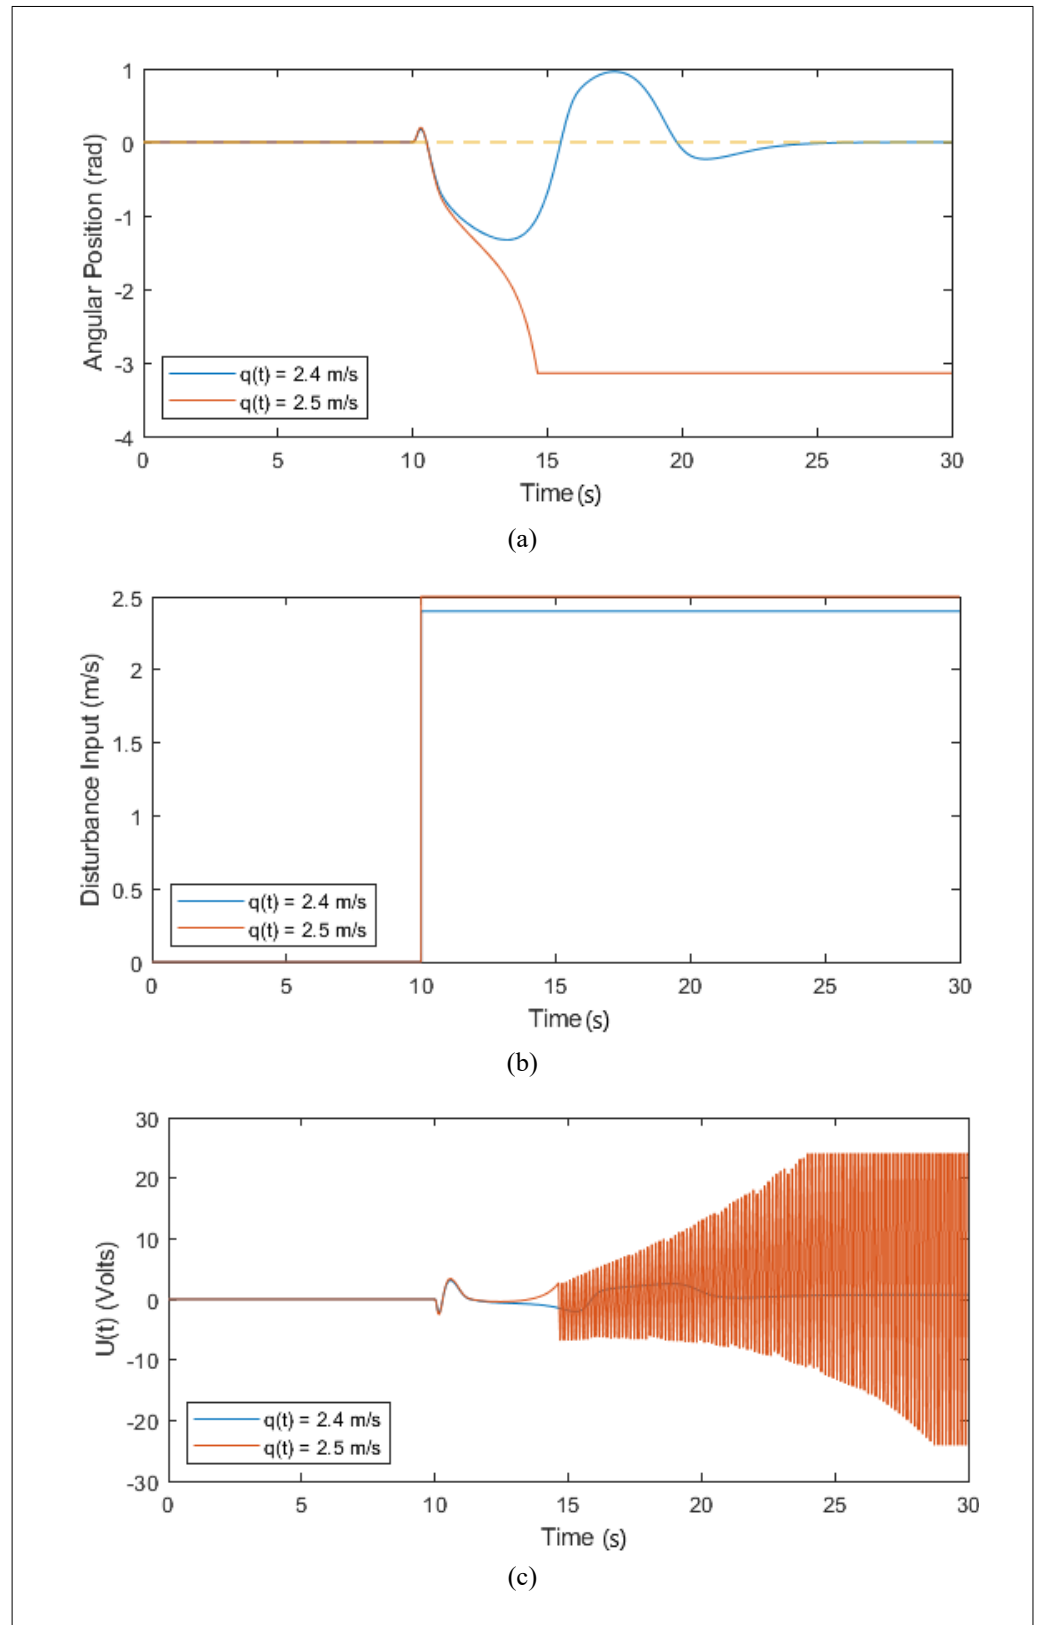 1
0
-1
-2
-3
-4
Angular Position (rad)
q(t) = 2.4 m/s
q(t) = 2.5 m/s
0 5 10 15 20 25 30
Time (s)
(a)
2.5
2
1.5
1
0.5
0
Disturbance Input (m/s)
q(t) = 2.4 m/s
q(t) = 2.5 m/s
0 5 10 15 20 25 30
Time (s)
(b)
30
20
10
0
-10
-20
-30
U(t) (Volts)
q(t) = 2.4 m/s
q(t) = 2.5 m/s
0 5 10 15 20 25 30
Time (s)
(c)